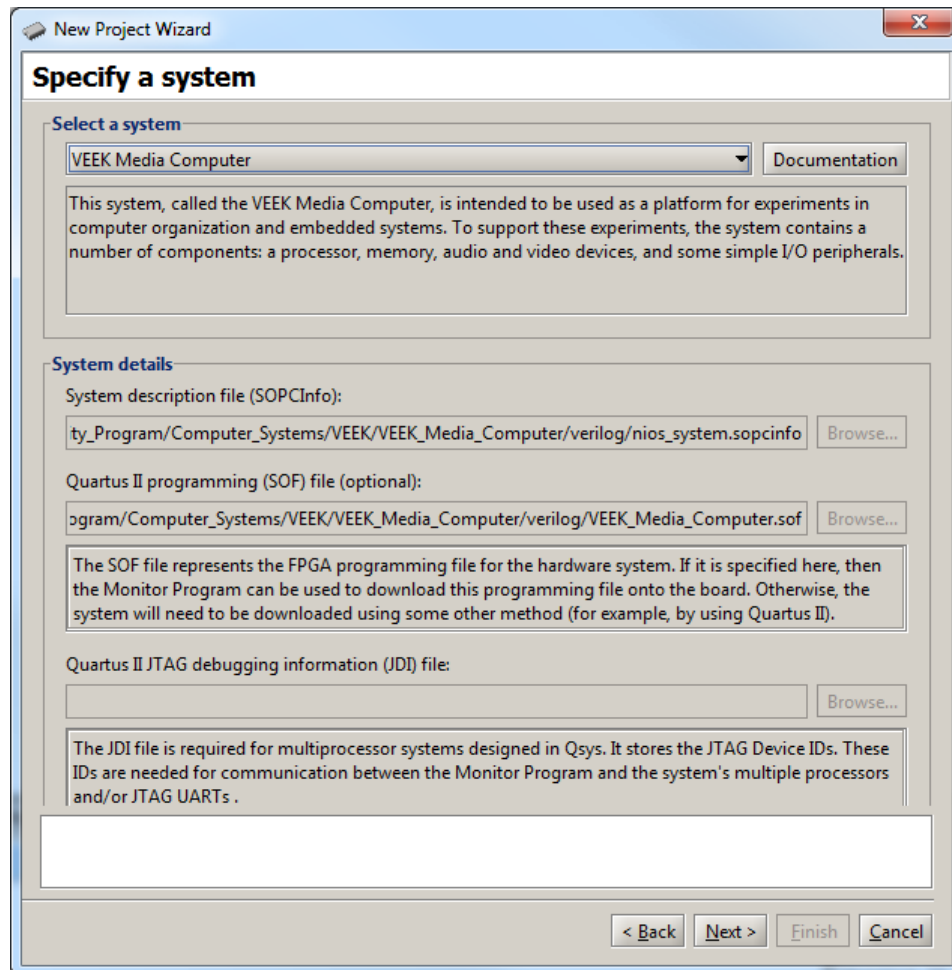 New Project Wizard
Specify a system
Select a system
VEEK Media Computer
Documentation
This system, called the VEEK Media Computer, is intended to be used as a platform for experiments in
computer organization and embedded systems. To support these experiments, the system contains a
number of components: a processor, memory, audio and video devices, and some simple I/O peripherals.
System details
System description file (SOPCInfo):
ty_Program/Computer_Systems/VEEK/VEEK_Media_Computer/verilog/nios_system.sopcinfo
Browse...
Quartus II programming (SOF) file (optional):
ogram/Computer_Systems/VEEK/VEEK_Media_Computer/verilog/VEEK_Media_Computer.sof
Browse...
The SOF file represents the FPGA programming file for the hardware system. If it is specified here, then
the Monitor Program can be used to download this programming file onto the board. Otherwise, the
system will need to be downloaded using some other method (for example, by using Quartus II).
Quartus II JTAG debugging information (JDI) file:
Browse...
The JDI file is required for multiprocessor systems designed in Qsys. It stores the JTAG Device IDs. These
IDs are needed for communication between the Monitor Program and the system's multiple processors
and/or JTAG UARTs .
< Back
Next >
Finish
Cancel